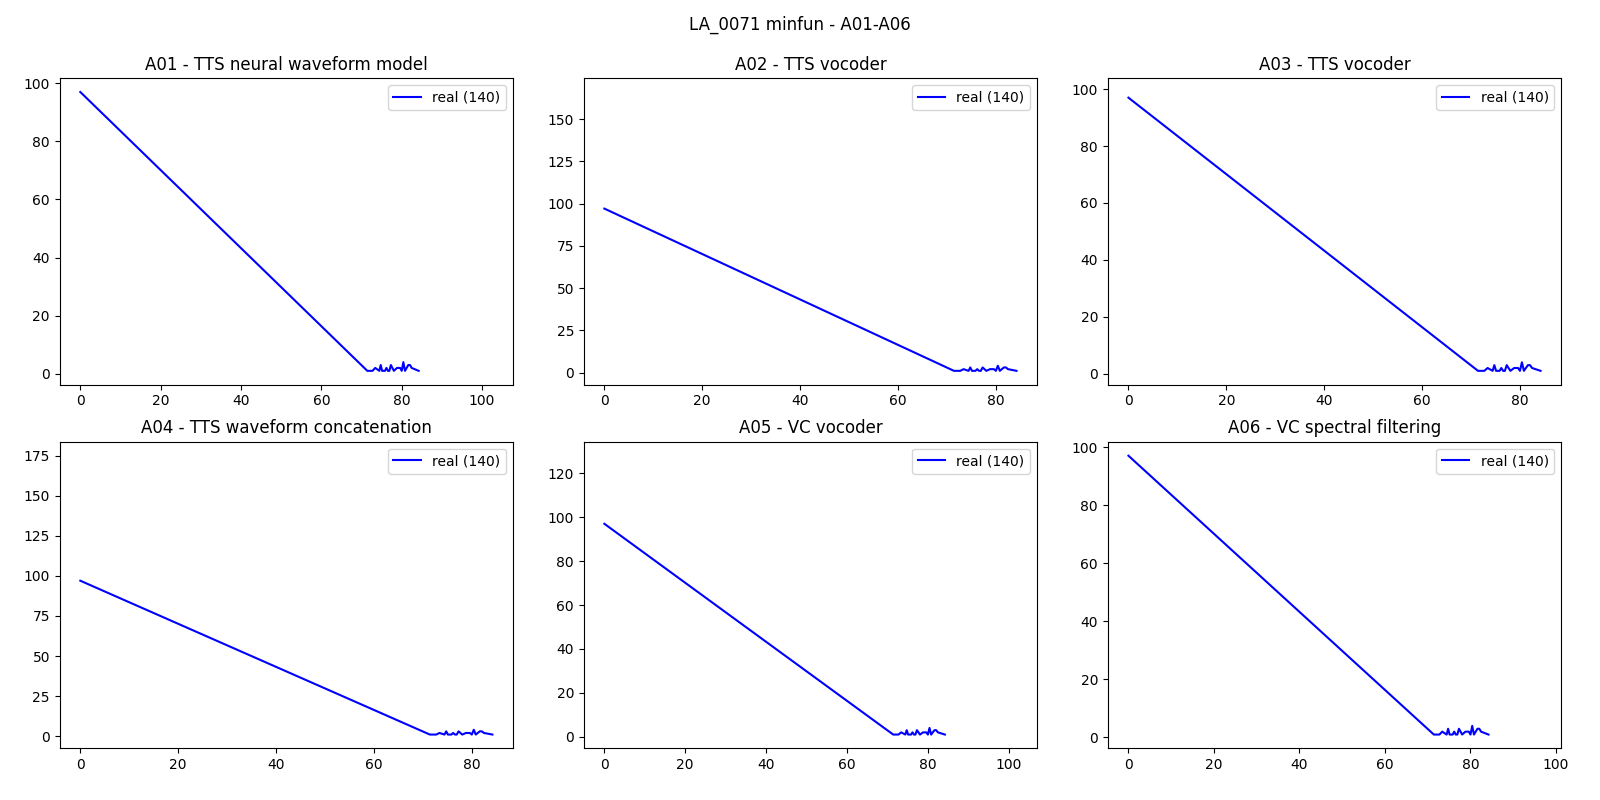 LA_0071 minfun - A01-A06
A01 - TTS neural waveform model
real (140)
100
80
60
40
20
0
0 20 40 60 80 100
A02 - TTS vocoder
real (140)
150
125
100
75
50
25
0
0 20 40 60 80
A03 - TTS vocoder
real (140)
100
80
60
40
20
0
0 20 40 60 80
A04 - TTS waveform concatenation
real (140)
175
150
125
100
75
50
25
0
0 20 40 60 80
A05 - VC vocoder
real (140)
120
100
80
60
40
20
0
0 20 40 60 80 100
A06 - VC spectral filtering
real (140)
100
80
60
40
20
0
0 20 40 60 80 100